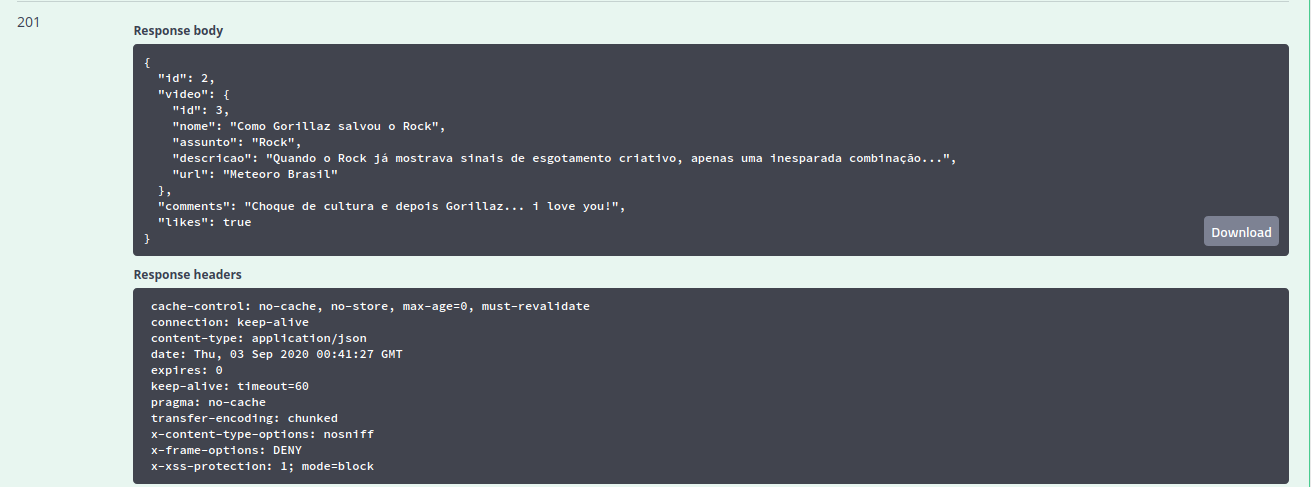 201
Response body
{
  "id": 2,
  "video": {
    "id": 3,
    "nome": "Como Gorillaz salvou o Rock",
    "assunto": "Rock",
    "descricao": "Quando o Rock já mostrava sinais de esgotamento criativo, apenas uma inesparada combinação...",
    "url": "Meteoro Brasil"
  },
  "comments": "Choque de cultura e depois Gorillaz... i love you!",
  "likes": true
}
Download
Response headers
cache-control: no-cache, no-store, max-age=0, must-revalidate
connection: keep-alive
content-type: application/json
date: Thu, 03 Sep 2020 00:41:27 GMT
expires: 0
keep-alive: timeout=60
pragma: no-cache
transfer-encoding: chunked
x-content-type-options: nosniff
x-frame-options: DENY
x-xss-protection: 1; mode=block